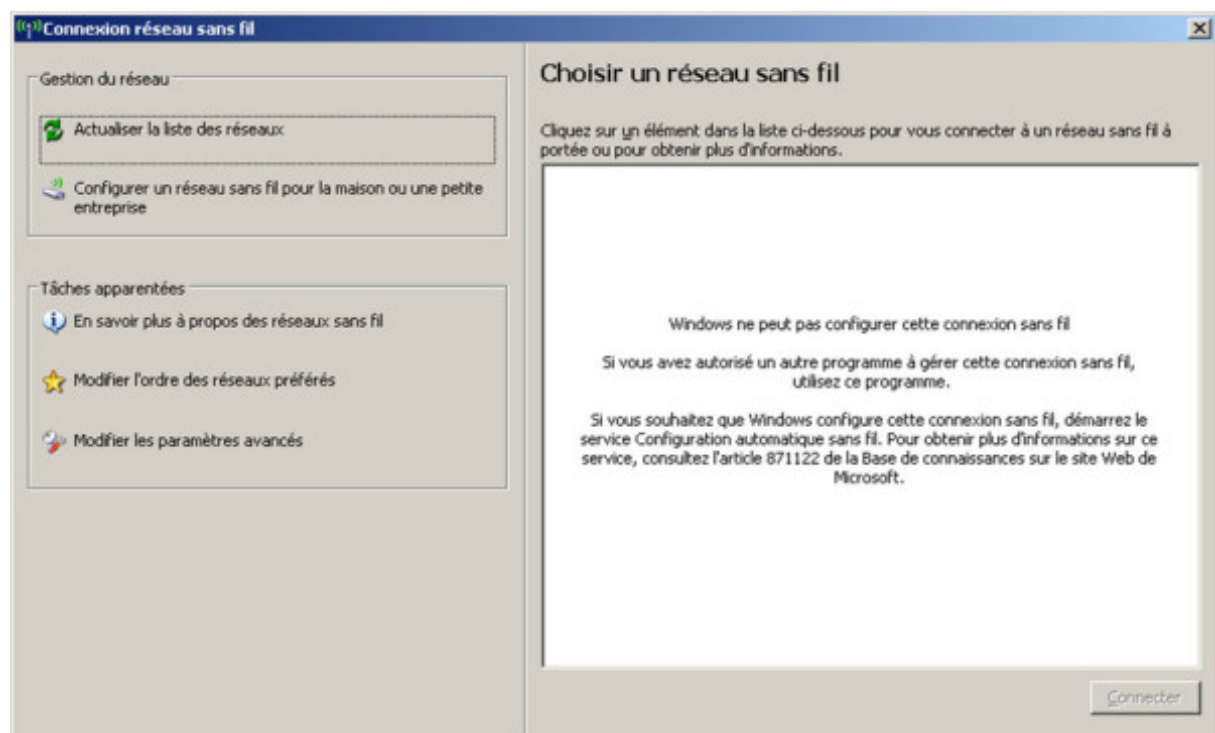 Connexion réseau sans fil
Gestion du réseau
Actualiser la liste des réseaux
Configurer un réseau sans fil pour la maison ou une petite
entreprise
Tâches apparentées
En savoir plus à propos des réseaux sans fil
Modifier l'ordre des réseaux préférés
Modifier les paramètres avancés
Choisir un réseau sans fil
Cliquez sur un élément dans la liste ci-dessous pour vous connecter à un réseau sans fil à
portée ou pour obtenir plus d'informations.
Windows ne peut pas configurer cette connexion sans fil
Si vous avez autorisé un autre programme à gérer cette connexion sans fil,
utilisez ce programme.
Si vous souhaitez que Windows configure cette connexion sans fil, démarrez le
service Configuration automatique sans fil. Pour obtenir plus d'informations sur ce
service, consultez l'article 871122 de la Base de connaissances sur le site Web de
Microsoft.
Connecter